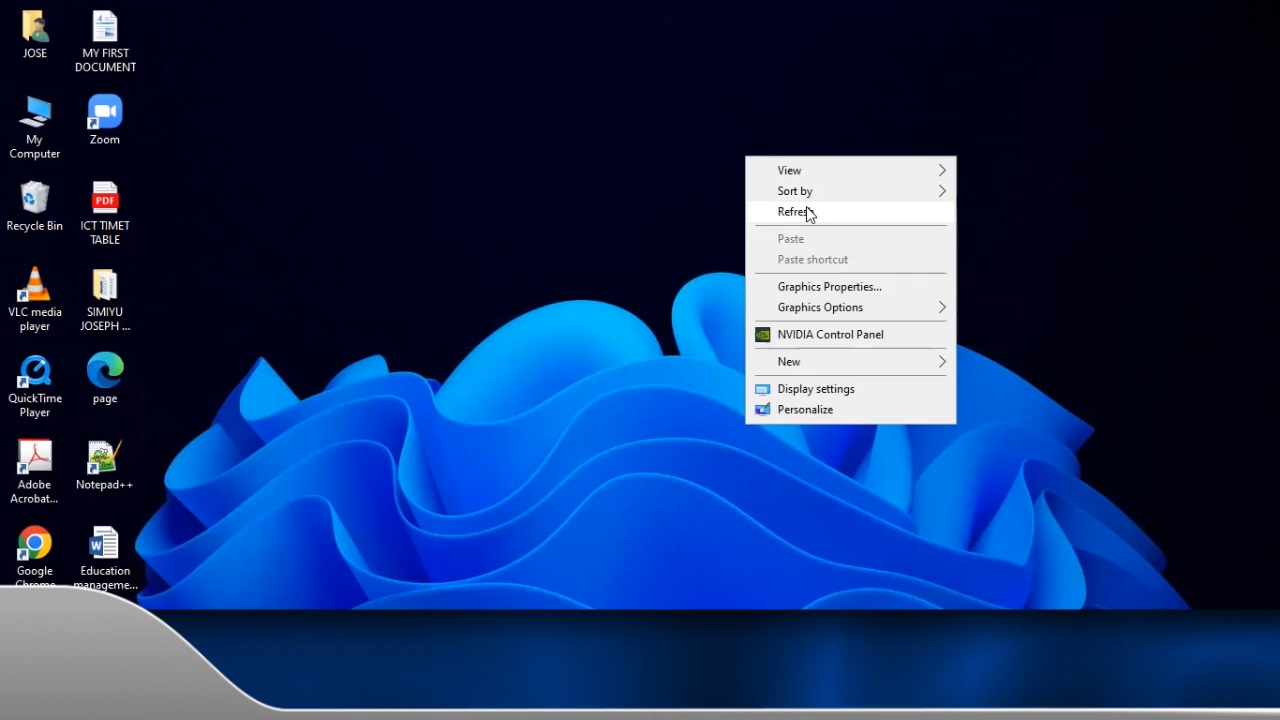 JOSE
MY FIRST
DOCUMENT
My
Computer
Zoom
Recycle Bin
PDF
ICT TIMET
TABLE
VLC media
player
SIMIYU
JOSEPH ...
QuickTime
Player
page
Adobe
Acrobat...
Notepad++
Google
Chrome
Education
manageme...
View
Sort by
Refresh
Paste
Paste shortcut
Graphics Properties...
Graphics Options
NVIDIA Control Panel
New
Display settings
Personalize